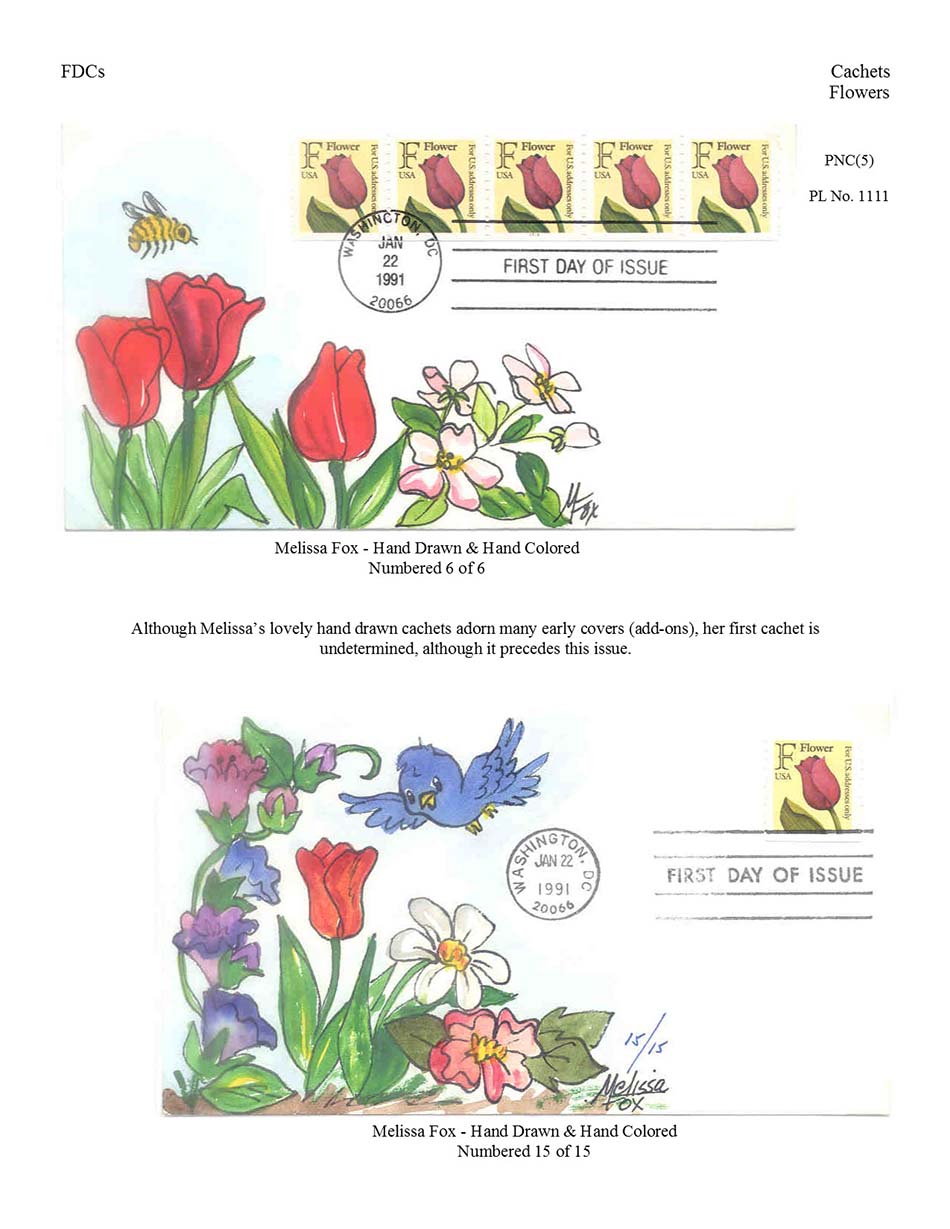 FDCs
Cachets
Flowers
F Flower USA For U.S. addresses only
F Flower USA For U.S. addresses only
F Flower USA For U.S. addresses only
F Flower USA For U.S. addresses only
F Flower USA For U.S. addresses only
PNC(5)
PL No. 1111
WASHINGTON, DC
JAN
22
1991
20066
FIRST DAY OF ISSUE
M Fox
Melissa Fox - Hand Drawn & Hand Colored
Numbered 6 of 6
Although Melissa’s lovely hand drawn cachets adorn many early covers (add-ons), her first cachet is
undetermined, although it precedes this issue.
F Flower USA For U.S. addresses only
WASHINGTON, DC
JAN 22
1991
20066
FIRST DAY OF ISSUE
15/15
Melissa
Fox
Melissa Fox - Hand Drawn & Hand Colored
Numbered 15 of 15